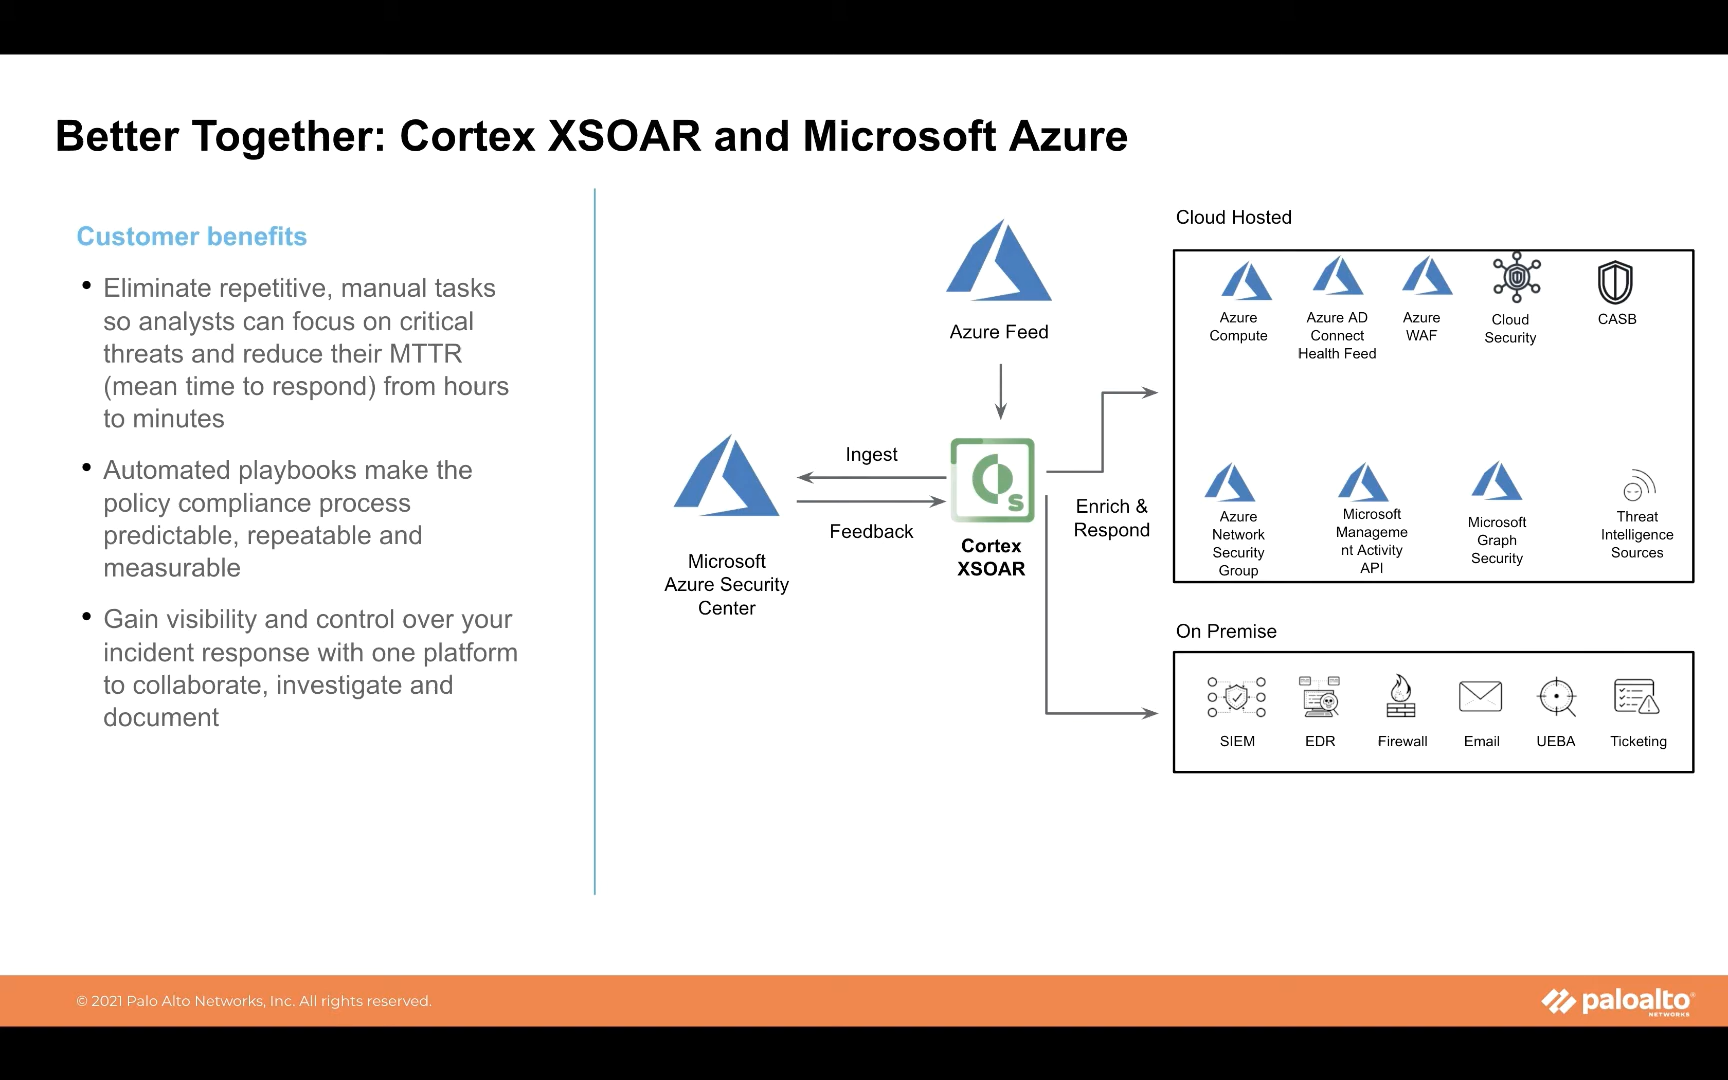 Better Together: Cortex XSOAR and Microsoft Azure
Customer benefits
• Eliminate repetitive, manual tasks
so analysts can focus on critical
threats and reduce their MTTR
(mean time to respond) from hours
to minutes
• Automated playbooks make the
policy compliance process
predictable, repeatable and
measurable
• Gain visibility and control over your
incident response with one platform
to collaborate, investigate and
document
Azure Feed
Ingest
Feedback
Microsoft
Azure Security
Center
S
Cortex
XSOAR
Enrich &
Respond
Cloud Hosted
Azure
Compute
Azure AD
Connect
Health Feed
Azure
WAF
Cloud
Security
CASB
Azure
Network
Security
Group
Microsoft
Manageme
nt Activity
API
Microsoft
Graph
Security
Threat
Intelligence
Sources
On Premise
SIEM
EDR
Firewall
Email
UEBA
Ticketing
© 2021 Palo Alto Networks, Inc. All rights reserved.
paloalto®
NETWORKS